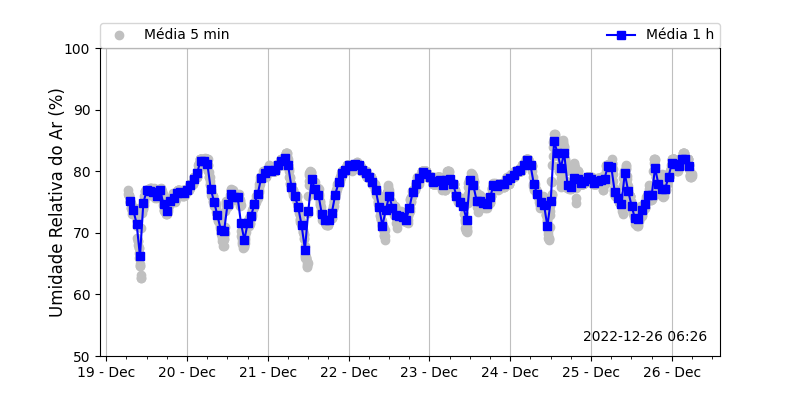 Média 5 min
Média 1 h
Umidade Relativa do Ar (%)
100
90
80
70
60
50
2022-12-26 06:26
19 - Dec
20 - Dec
21 - Dec
22 - Dec
23 - Dec
24 - Dec
25 - Dec
26 - Dec